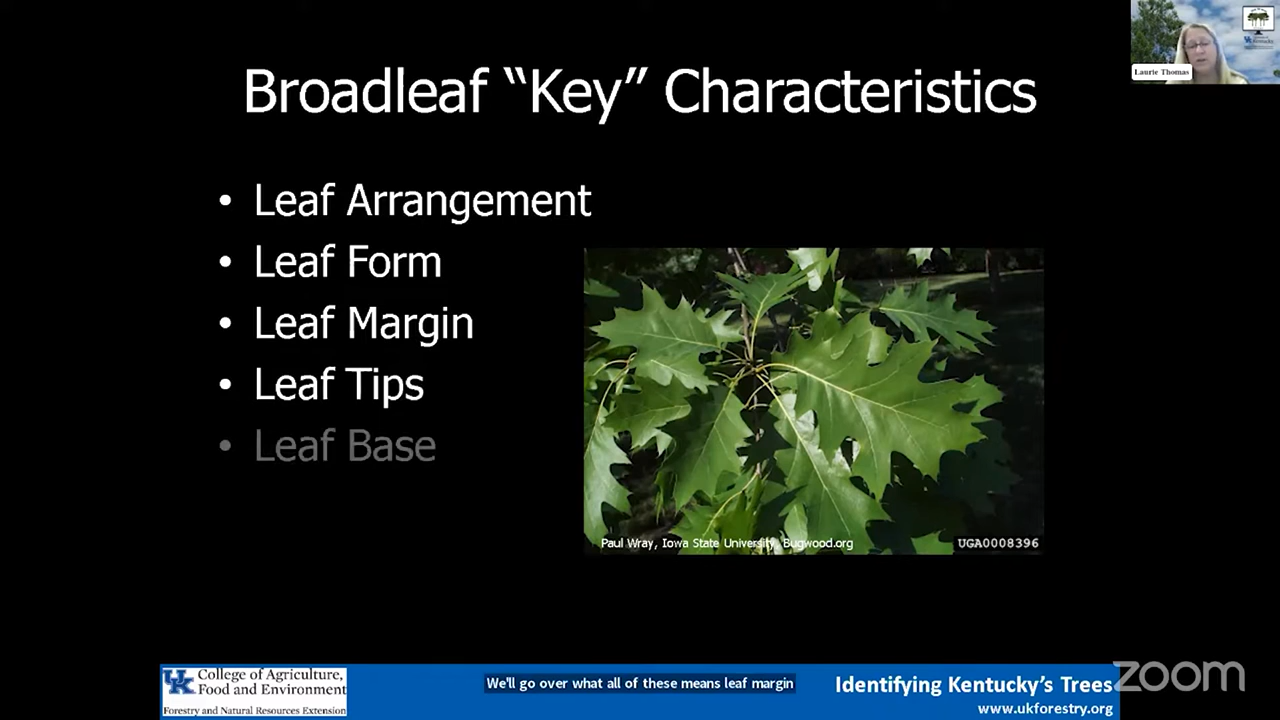 Laurie Thomas
Broadleaf “Key” Characteristics
• Leaf Arrangement
• Leaf Form
• Leaf Margin
• Leaf Tips
• Leaf Base
Paul Wray, Iowa State University, Bugwood.org
UGA0008396
UK
College of Agriculture,
Food and Environment
Forestry and Natural Resources Extension
We'll go over what all of these means leaf margin
Identifying Kentucky's Trees
www.ukforestry.org
zoom